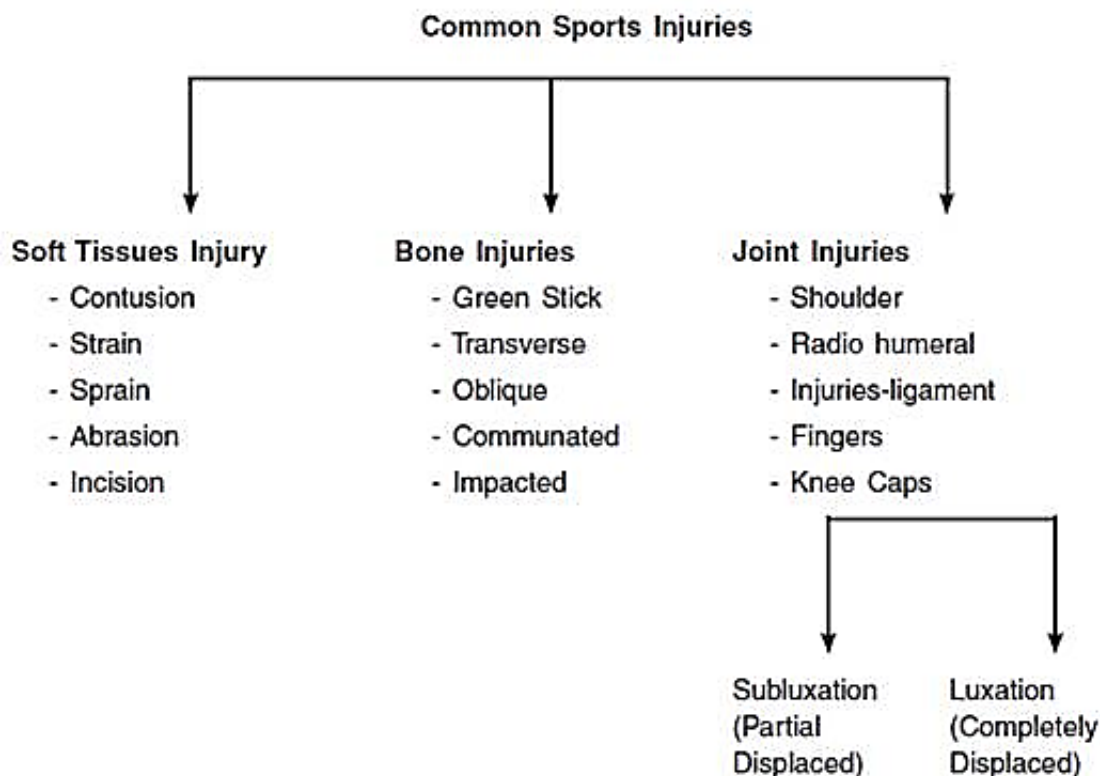 Common Sports Injuries
Soft Tissues Injury
- Contusion
- Strain
- Sprain
- Abrasion
- Incision
Bone Injuries
- Green Stick
- Transverse
- Oblique
- Communated
- Impacted
Joint Injuries
- Shoulder
- Radio humeral
- Injuries-ligament
- Fingers
- Knee Caps
Subluxation
(Partial
Displaced)
Luxation
(Completely
Displaced)